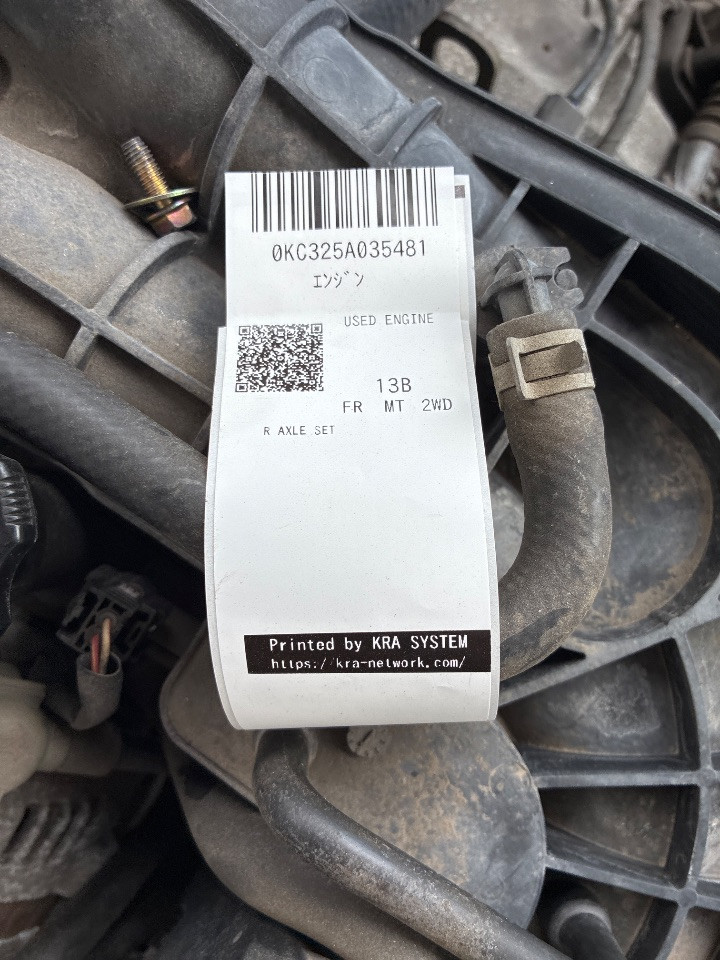 0KC325A035481
ｴﾝｼﾞﾝ
USED ENGINE
13B
FR MT 2WD
R AXLE SET
Printed by KRA SYSTEM
https://kra-network.com/